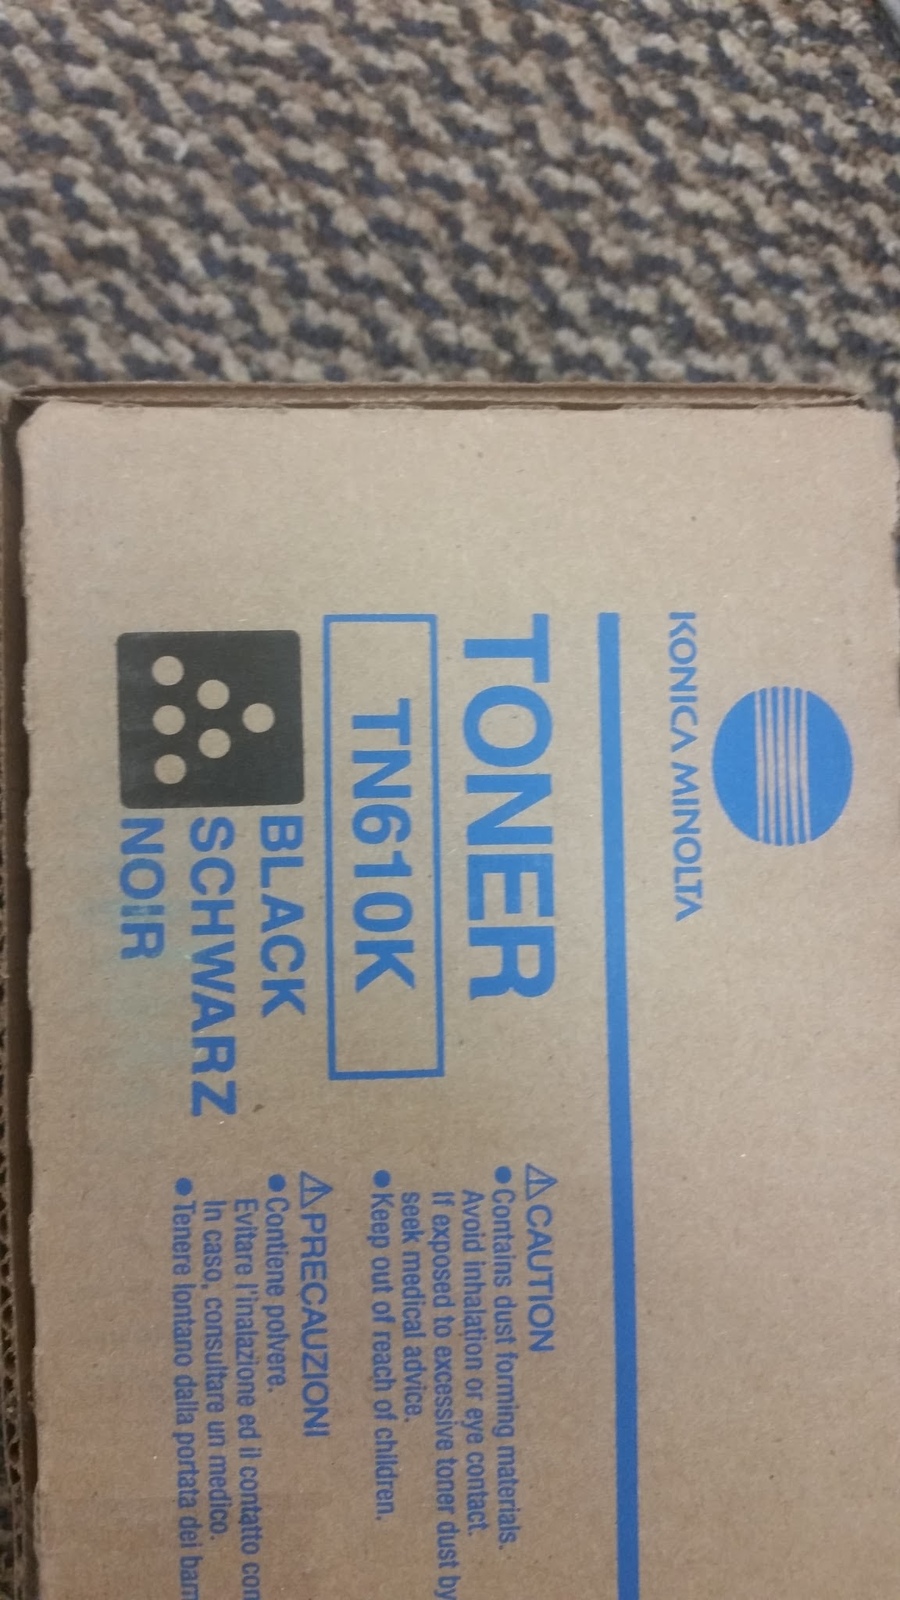 KONICA MINOLTA
TONER
TN610K
BLACK
SCHWARZ
NOIR
⚠CAUTION
●Contains dust forming materials.
Avoid inhalation or eye contact.
If exposed to excessive toner dust by
seek medical advice.
●Keep out of reach of children.
⚠PRECAUZIONI
●Contiene polvere.
Evitare l'inalazione ed il contatto con
In caso, consultare un medico.
●Tenere lontano dalla portata dei